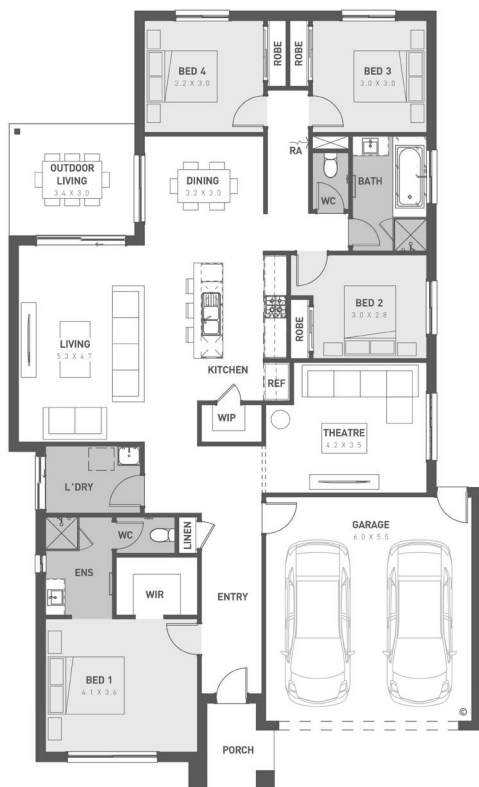 BED 4
3.2 X 3.0
ROBE
ROBE
BED 3
3.0 X 3.0
OUTDOOR
LIVING
3.4 X 3.0
DINING
3.2 X 3.0
RA
WC
BATH
LIVING
5.3 X 4.7
KITCHEN
ROBE
BED 2
3.0 X 2.8
REF
WIP
THEATRE
4.2 X 3.5
L'DRY
WC
LINEN
ENS
WIR
ENTRY
GARAGE
6.0 X 5.5
BED 1
4.1 X 3.6
PORCH
©